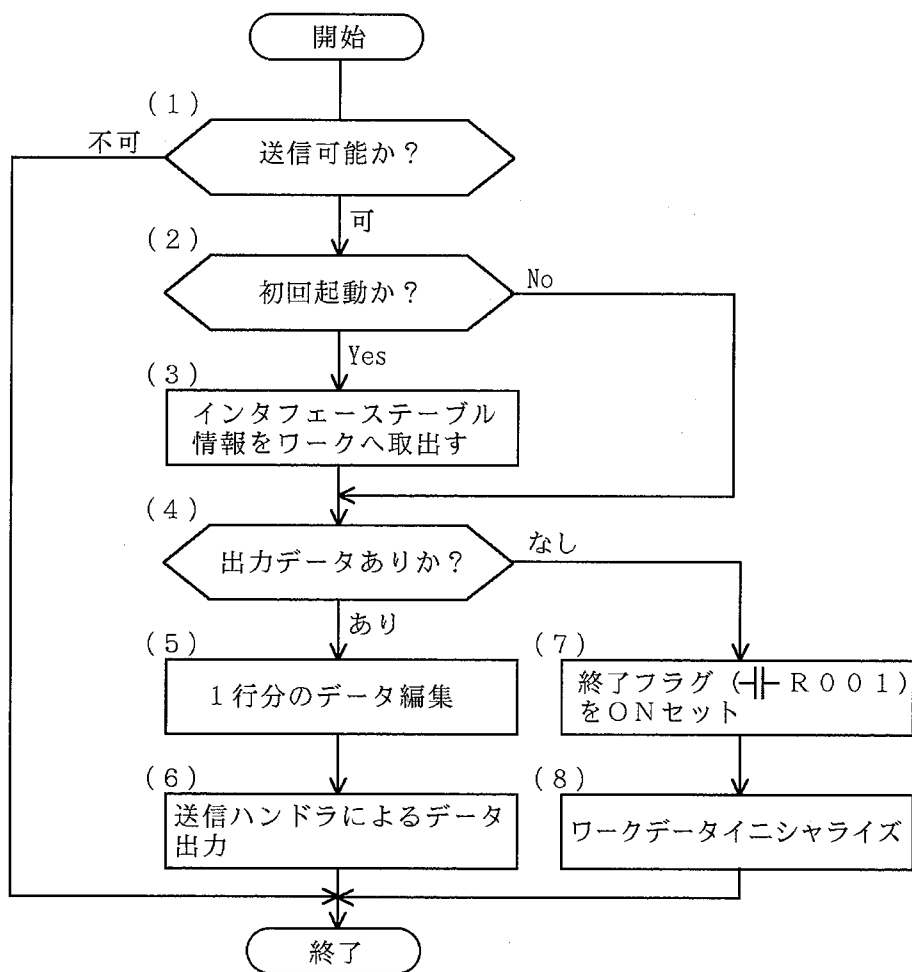 開始
(1)
不可
送信可能か？
可
(2)
初回起動か？
No
Yes
(3)
インタフェーステーブル
情報をワークへ取出す
(4)
出力データありか？
なし
あり
(5)
１行分のデータ編集
(7)
終了フラグ（┤├ Ｒ００１）
をＯＮセット
(6)
送信ハンドラによるデータ
出力
(8)
ワークデータイニシャライズ
終了